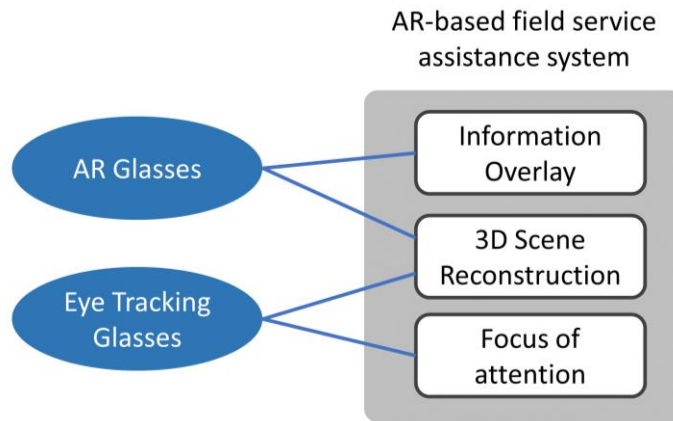 AR-based field service
assistance system
AR Glasses
Information
Overlay
3D Scene
Reconstruction
Eye Tracking
Glasses
Focus of
attention